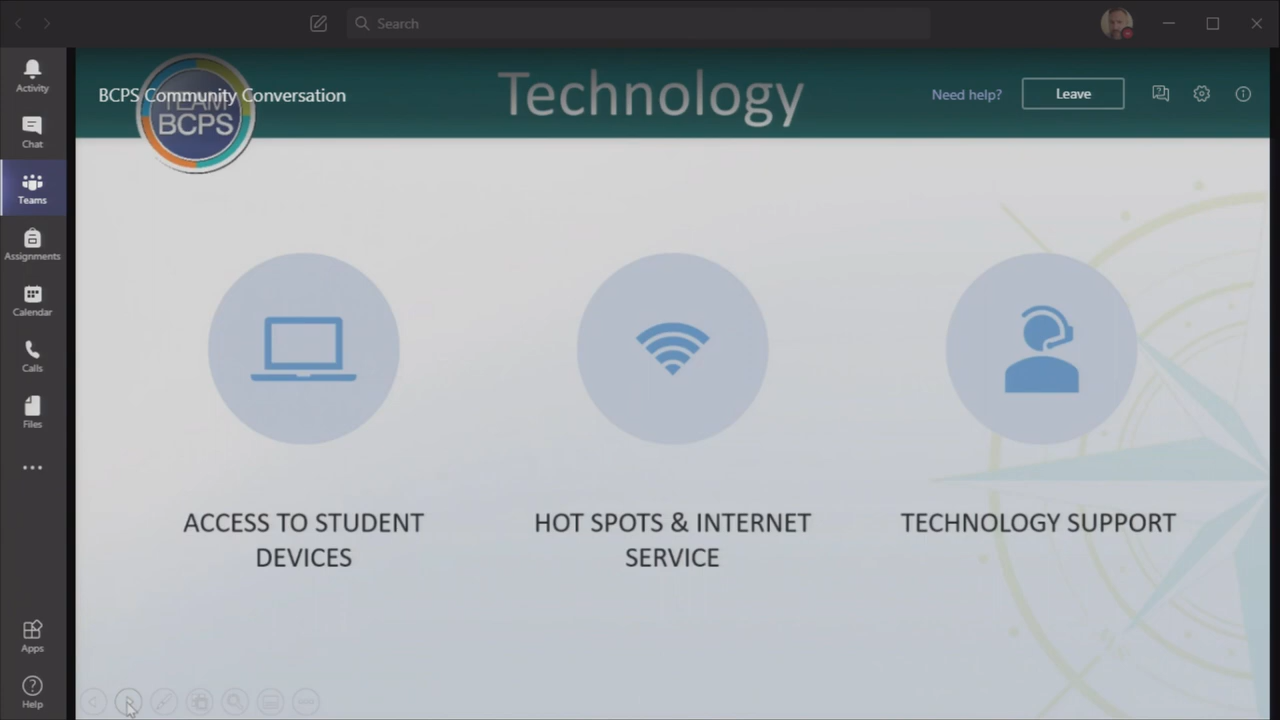 Search
Activity
Chat
Teams
Assignments
Calendar
Calls
Files
Apps
Help
BCPS Community Conversation
TEAM
BCPS
Technology
Need help?
Leave
ACCESS TO STUDENT
DEVICES
HOT SPOTS & INTERNET
SERVICE
TECHNOLOGY SUPPORT